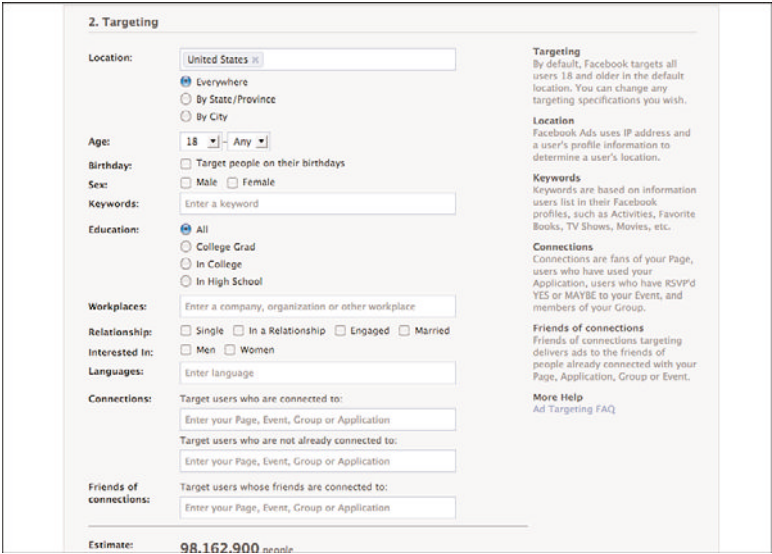 2. Targeting
Location:
United States ×
Everywhere
By State/Province
By City
Age:
18 - Any
Birthday:
Target people on their birthdays
Sex:
Male Female
Keywords:
Enter a keyword
Education:
All
College Grad
In College
In High School
Workplaces:
Enter a company, organization or other workplace
Relationship:
Single In a Relationship Engaged Married
Interested In:
Men Women
Languages:
Enter language
Connections:
Target users who are connected to:
Enter your Page, Event, Group or Application
Target users who are not already connected to:
Enter your Page, Event, Group or Application
Friends of
connections:
Target users whose friends are connected to:
Enter your Page, Event, Group or Application
Estimate:
98,162,900 people
Targeting
By default, Facebook targets all
users 18 and older in the default
location. You can change any
targeting specifications you wish.
Location
Facebook Ads uses IP address and
a user's profile information to
determine a user's location.
Keywords
Keywords are based on information
users list in their Facebook
profiles, such as Activities, Favorite
Books, TV Shows, Movies, etc.
Connections
Connections are fans of your Page,
users who have used your
Application, users who have RSVP'd
YES or MAYBE to your Event, and
members of your Group.
Friends of connections
Friends of connections targeting
delivers ads to the friends of
people already connected with your
Page, Application, Group or Event.
More Help
Ad Targeting FAQ